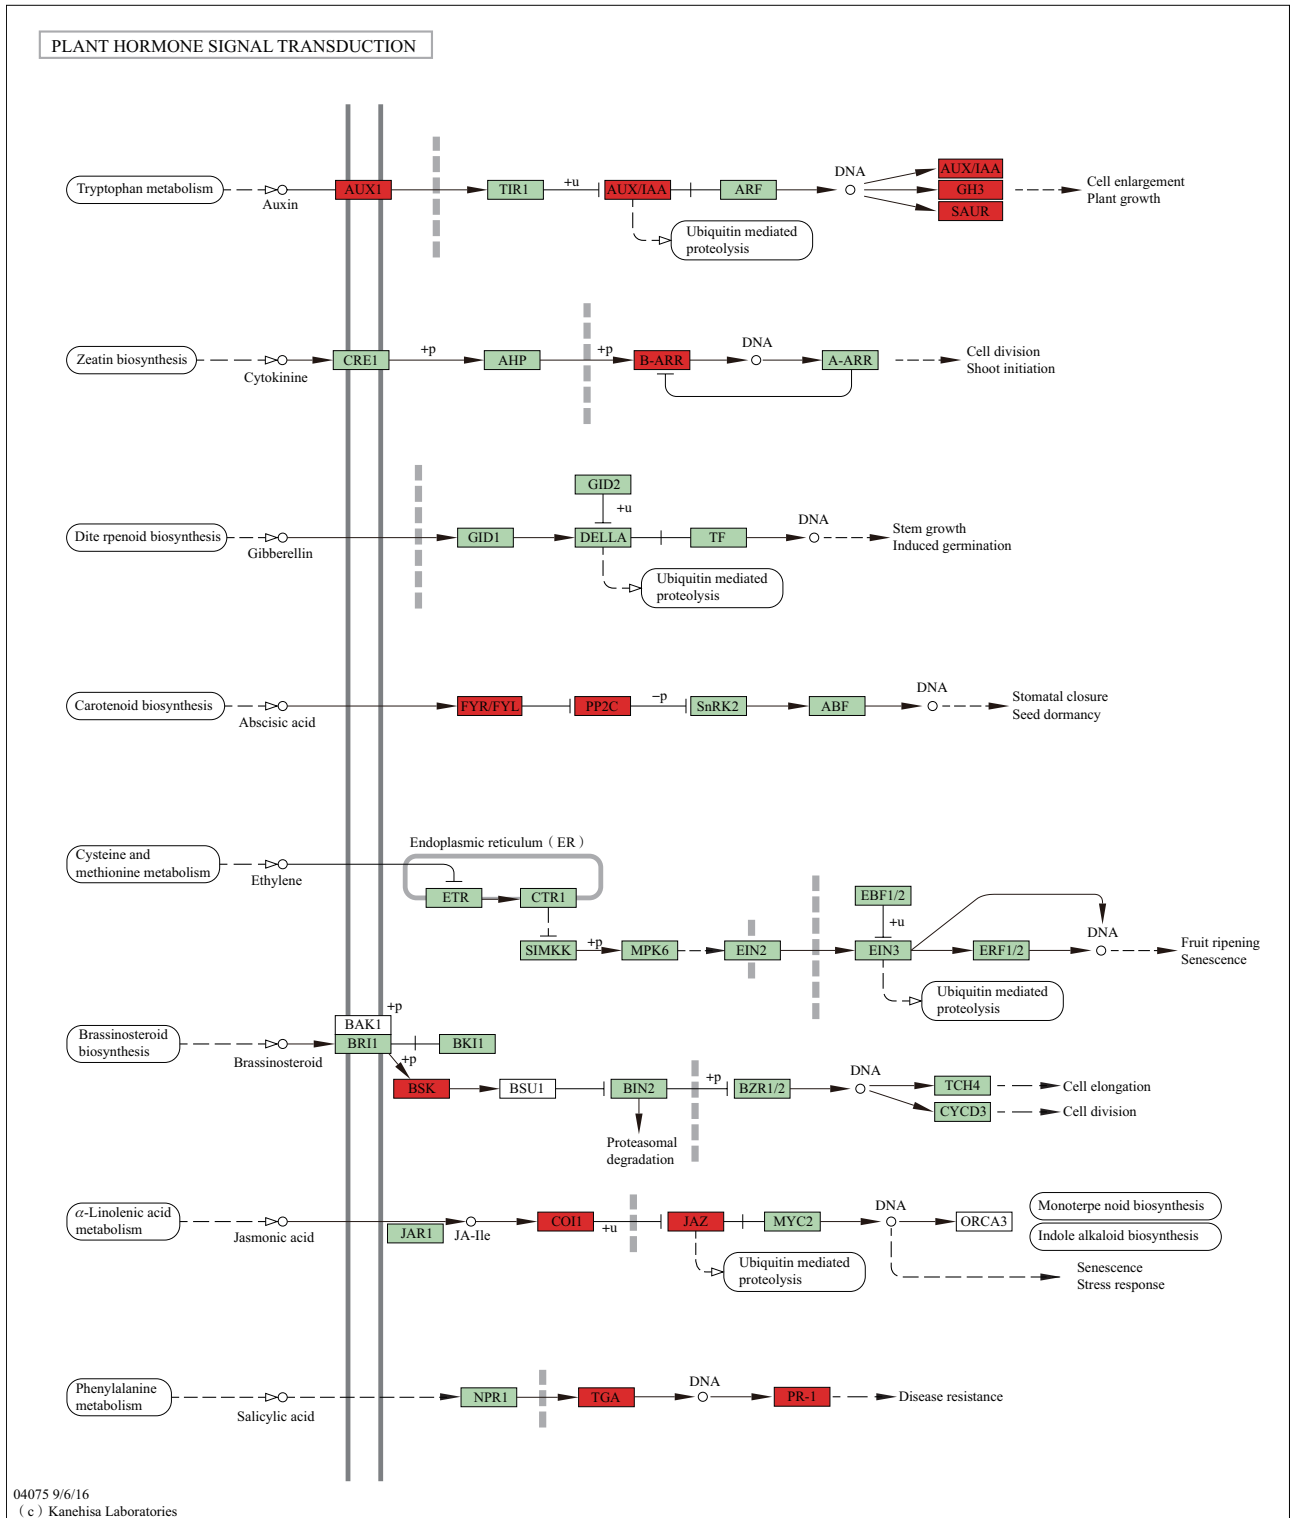 PLANT HORMONE SIGNAL TRANSDUCTION
Tryptophan metabolism
Auxin
AUX1
TIR1
+u
AUX/IAA
ARF
DNA
AUX/IAA
GH3
SAUR
Cell enlargement
Plant growth
Ubiquitin mediated
proteolysis
Zeatin biosynthesis
Cytokinine
CRE1
+p
AHP
+p
B-ARR
DNA
A-ARR
Cell division
Shoot initiation
GID2
+u
Dite rpenoid biosynthesis
Gibberellin
GID1
DELLA
TF
DNA
Stem growth
Induced germination
Ubiquitin mediated
proteolysis
Carotenoid biosynthesis
Abscisic acid
FYR/FYL
PP2C
−p
SnRK2
ABF
DNA
Stomatal closure
Seed dormancy
Endoplasmic reticulum ( ER )
Cysteine and
methionine metabolism
Ethylene
ETR
CTR1
SIMKK
+p
MPK6
EIN2
EBF1/2
+u
EIN3
ERF1/2
DNA
Fruit ripening
Senescence
Ubiquitin mediated
proteolysis
Brassinosteroid
biosynthesis
Brassinosteroid
+p
BAK1
BRI1
BKI1
+p
BSK
BSU1
BIN2
+p
BZR1/2
DNA
TCH4
Cell elongation
CYCD3
Cell division
Proteasomal
degradation
α-Linolenic acid
metabolism
Jasmonic acid
JAR1
JA-Ile
COI1
+u
JAZ
MYC2
DNA
ORCA3
Monoterpe noid biosynthesis
Indole alkaloid biosynthesis
Ubiquitin mediated
proteolysis
Senescence
Stress response
Phenylalanine
metabolism
Salicylic acid
NPR1
TGA
DNA
PR-1
Disease resistance
04075 9/6/16
( c ) Kanehisa Laboratories